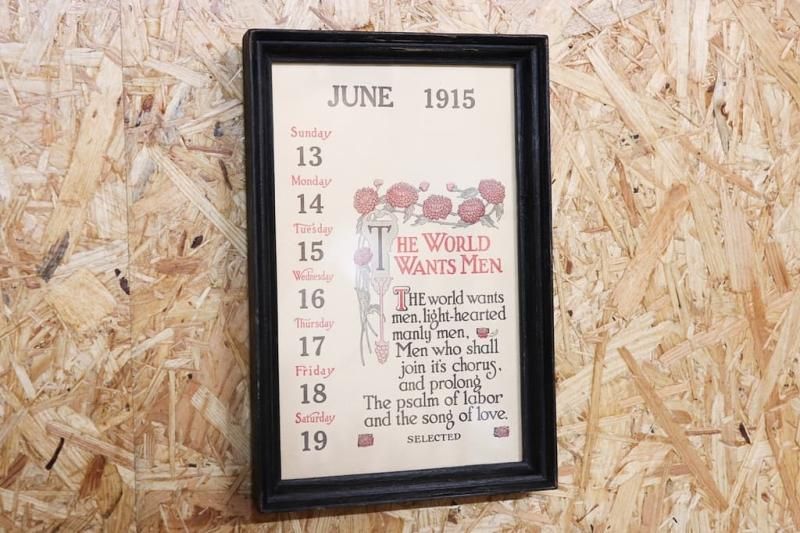 JUNE 1915
Sunday
13
Monday
14
Tuesday
15
Wednesday
16
Thursday
17
Friday
18
Saturday
19
THE WORLD
WANTS MEN
THE world wants
men, light-hearted
manly men,
Men who shall
join it's chorus,
and prolong
The psalm of labor
and the song of love.
SELECTED